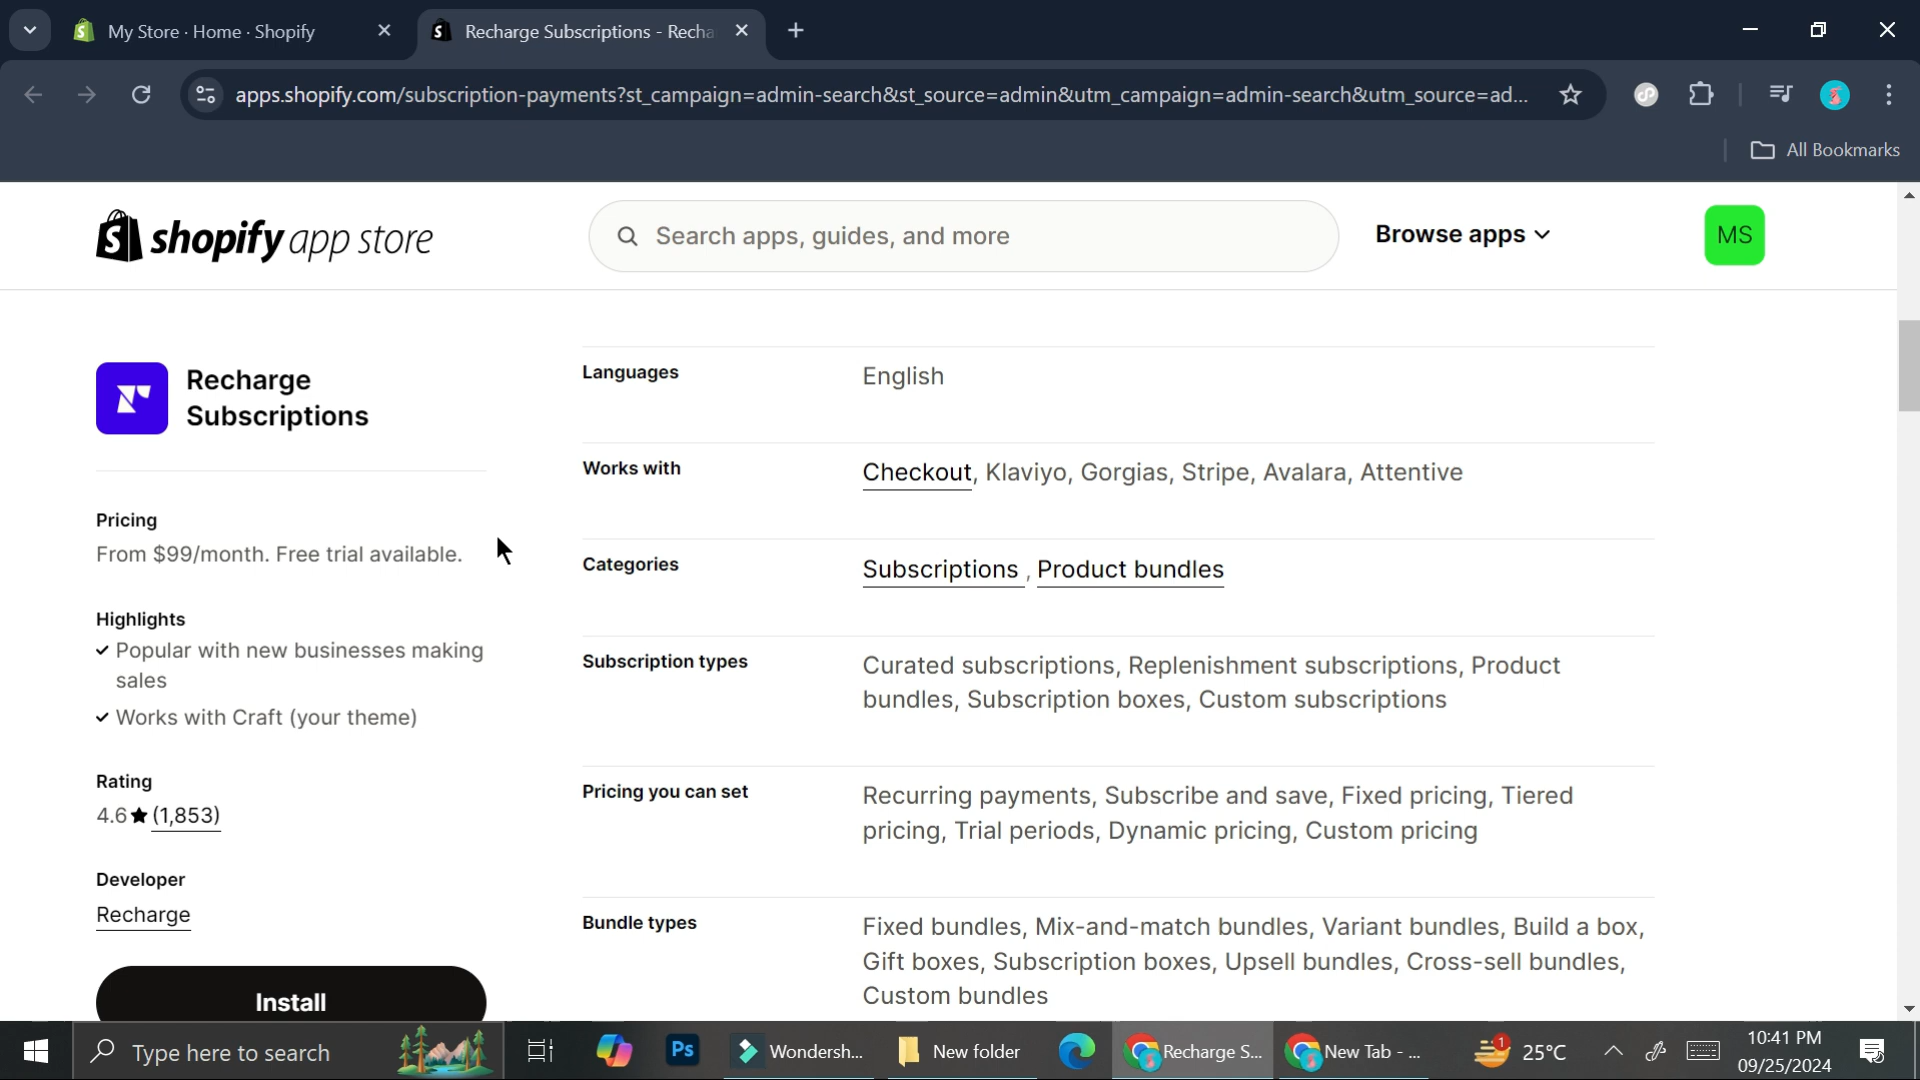 My Store · Home · Shopify
Recharge Subscriptions - Recha
apps.shopify.com/subscription-payments?st_campaign=admin-search&st_source=admin&utm_campaign=admin-search&utm_source=ad...
All Bookmarks
shopify app store
Search apps, guides, and more
Browse apps
MS
Recharge
Subscriptions
Pricing
From $99/month. Free trial available.
Highlights
Popular with new businesses making
sales
Works with Craft (your theme)
Rating
4.6★ (1,853)
Developer
Recharge
Install
Languages
English
Works with
Checkout, Klaviyo, Gorgias, Stripe, Avalara, Attentive
Categories
Subscriptions , Product bundles
Subscription types
Curated subscriptions, Replenishment subscriptions, Product
bundles, Subscription boxes, Custom subscriptions
Pricing you can set
Recurring payments, Subscribe and save, Fixed pricing, Tiered
pricing, Trial periods, Dynamic pricing, Custom pricing
Bundle types
Fixed bundles, Mix-and-match bundles, Variant bundles, Build a box,
Gift boxes, Subscription boxes, Upsell bundles, Cross-sell bundles,
Custom bundles
Type here to search
Ps
Wondersh...
New folder
Recharge S...
New Tab - ...
1
25°C
10:41 PM
09/25/2024